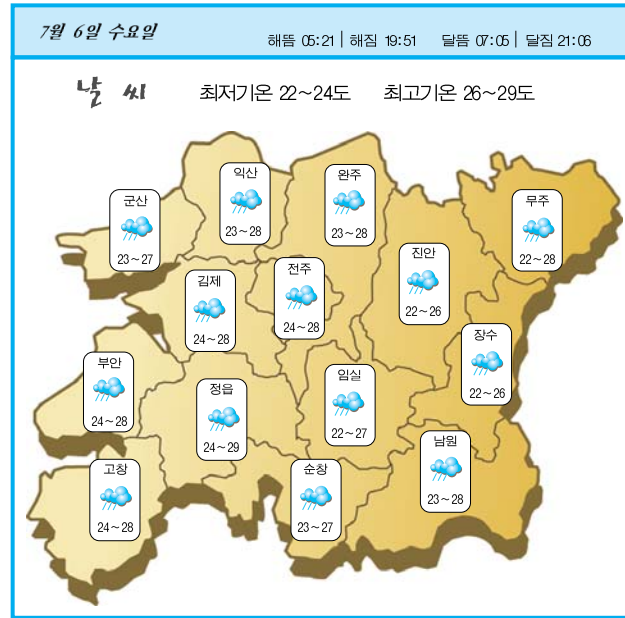 7월 6일 수요일
해뜸 05:21 | 해짐 19:51 달뜸 07:05 | 달짐 21:06
날 씨 최저기온 22~24도 최고기온 26~29도
익산
23~28
완주
23~28
군산
23~27
무주
22~28
진안
22~26
김제
24~28
전주
24~28
장수
22~26
부안
24~28
정읍
24~29
임실
22~27
남원
23~28
고창
24~28
순창
23~27